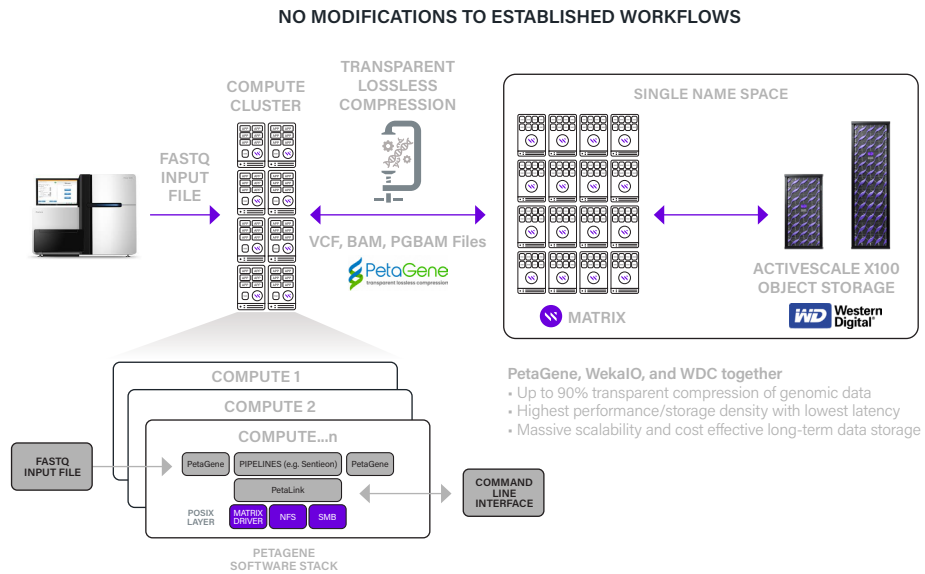 NO MODIFICATIONS TO ESTABLISHED WORKFLOWS
TRANSPARENT
LOSSLESS
COMPRESSION
COMPUTE
CLUSTER
SINGLE NAME SPACE
FASTQ
INPUT
FILE
VCF, BAM, PGBAM Files
PetaGene
transparent lossless compression
MATRIX
ACTIVESCALE X100
OBJECT STORAGE
WD Western
Digital®
COMPUTE 1
COMPUTE 2
COMPUTE...n
PetaGene, WekaIO, and WDC together
• Up to 90% transparent compression of genomic data
• Highest performance/storage density with lowest latency
• Massive scalability and cost effective long-term data storage
FASTQ
INPUT FILE
PetaGene
PIPELINES (e.g. Sentieon)
PetaGene
PetaLink
POSIX
LAYER
MATRIX
DRIVER
NFS
SMB
COMMAND
LINE
INTERFACE
PETAGENE
SOFTWARE STACK